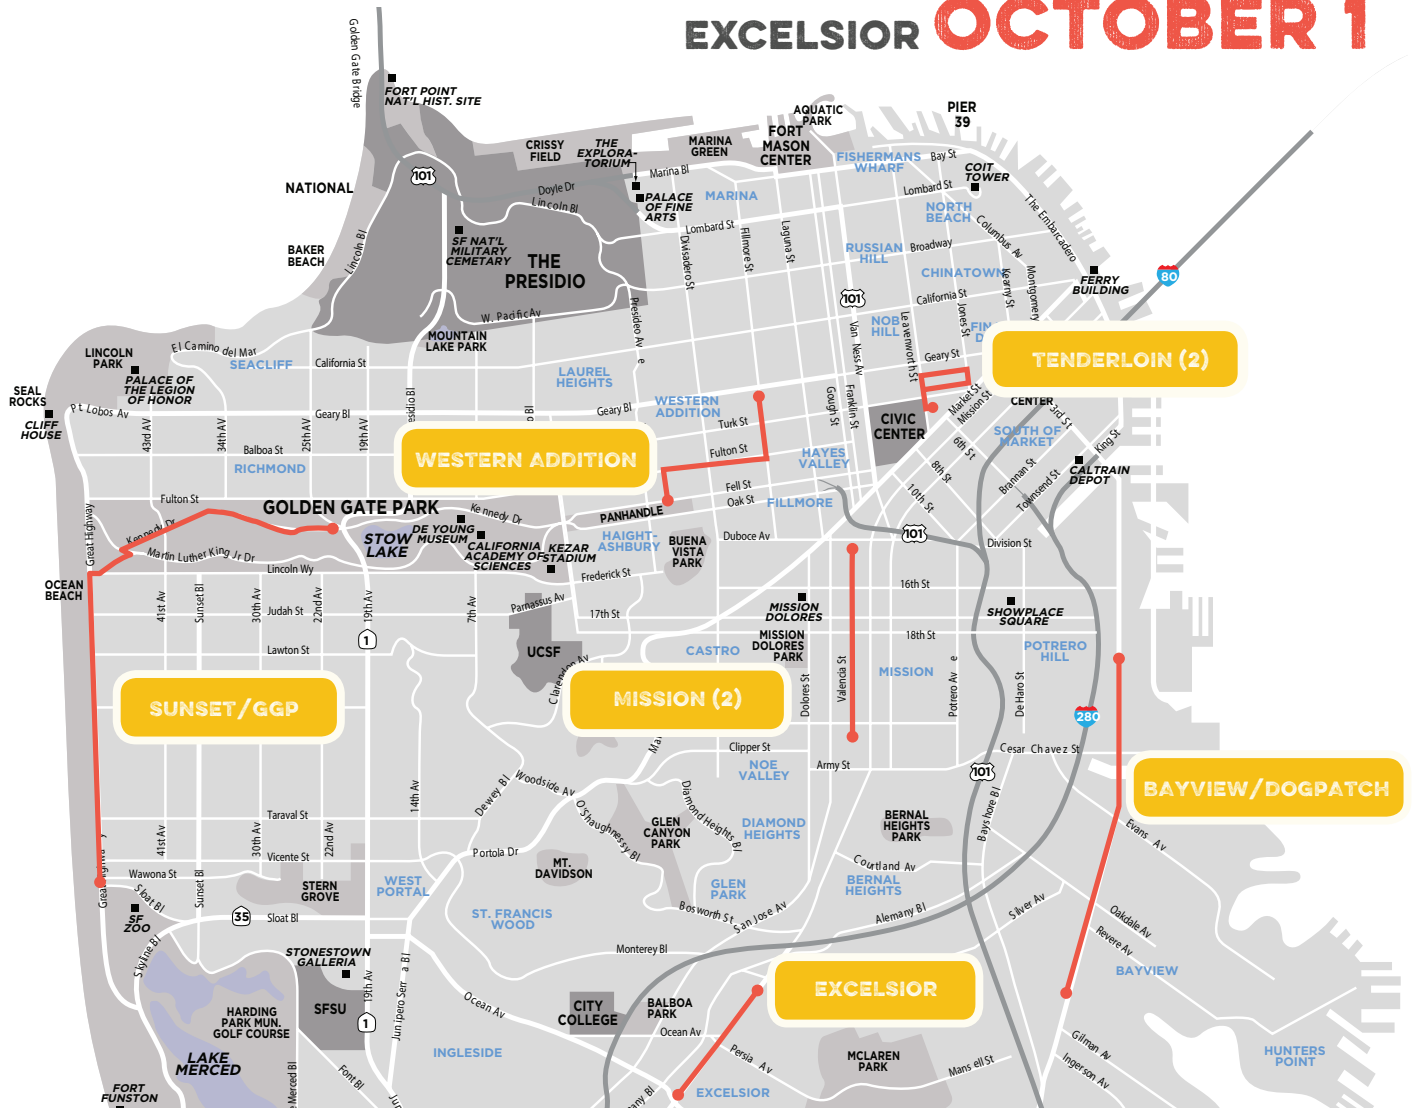 EXCELSIOR OCTOBER 1
Golden Gate Bridge
FORT POINT
NAT'L HIST. SITE
AQUATIC
PARK
PIER
39
CRISSY
FIELD
THE
EXPLORA-
TORIUM
MARINA
GREEN
FORT
MASON
CENTER
FISHERMANS
WHARF
Bay St
COIT
TOWER
101
NATIONAL
Doyle Dr
Lincoln Bl
Marina Bl
PALACE
OF FINE
ARTS
MARINA
Lombard St
NORTH
BEACH
The Embarcadero
Columbus Av
BAKER
BEACH
Lincoln Bl
SF NAT'L
MILITARY
CEMETARY
THE
PRESIDIO
Lombard St
Divisadero St
Fillmore St
Laguna St
RUSSIAN
HILL
Broadway
CHINATOWN
Kearny St
Montgomery
FERRY
BUILDING
80
101
California St
W. Pacific Av
Presideo Av e
MOUNTAIN
LAKE PARK
NOB
HILL
Leavenworth St
Jones St
FIN
D
Van Ness Av
LINCOLN
PARK
El Camino del Mar
SEACLIFF
California St
PALACE OF
THE LEGION
OF HONOR
LAUREL
HEIGHTS
Geary St
TENDERLOIN (2)
SEAL
ROCKS
CLIFF
HOUSE
Pt Lobos Av
43rd AV
34th AV
25th AV
19th AV
Geary Bl
esidio Bl
o Bl
Geary Bl
WESTERN
ADDITION
Turk St
Gough St
Franklin St
CIVIC
CENTER
Market St
Mission St
CENTER
3rd St
SOUTH OF
MARKET
King St
Balboa St
RICHMOND
WESTERN ADDITION
Fulton St
HAYES
VALLEY
6th St
8th St
10th St
Brannan St
Townsend St
CALTRAIN
DEPOT
Fulton St
GOLDEN GATE PARK
Kennedy Dr
Kennedy Dr
Fell St
Oak St
FILLMORE
PANHANDLE
Great Highway
Martin Luther King Jr Dr
STOW
LAKE
DE YOUNG
MUSEUM
CALIFORNIA
ACADEMY OF
SCIENCES
KEZAR
STADIUM
HAIGHT-
ASHBURY
BUENA
VISTA
PARK
Duboce Av
101
Division St
OCEAN
BEACH
Lincoln Wy
Frederick St
16th St
41st Av
Sunset Bl
30th Av
22nd Av
19th Av
7th Av
Judah St
Parnassus Av
17th St
MISSION
DOLORES
SHOWPLACE
SQUARE
1
Lawton St
UCSF
Clarendon Av
CASTRO
MISSION
DOLORES
PARK
18th St
POTRERO
HILL
MISSION
Dolores St
Valencia St
Potrero Av e
De Haro St
SUNSET/GGP
MISSION (2)
280
Mar
Clipper St
NOE
VALLEY
Army St
Cesar Chavez St
101
BAYVIEW/DOGPATCH
14th Av
Dewey Bl
Woodside Av
O'Shaughnessy Bl
Diamond Heights Bl
Bayshore Bl
Taraval St
GLEN
CANYON
PARK
DIAMOND
HEIGHTS
BERNAL
HEIGHTS
PARK
Evans Av
41st Av
30th Av
22nd Av
Vicente St
Portola Dr
MT.
DAVIDSON
Courtland Av
BERNAL
HEIGHTS
Wawona St
Sunset Bl
STERN
GROVE
WEST
PORTAL
GLEN
PARK
Sloat Bl
SF
ZOO
35
Sloat Bl
ST. FRANCIS
WOOD
Bosworth St
San Jose Av
Alemany Bl
Silver Av
Oakdale Av
Revere Av
Skyline Bl
STONESTOWN
GALLERIA
Monterey Bl
BAYVIEW
EXCELSIOR
HARDING
PARK MUN.
GOLF COURSE
SFSU
19th Av
Junipero Serr a Bl
Ocean Av
CITY
COLLEGE
BALBOA
PARK
1
Ocean Av
LAKE
MERCED
INGLESIDE
Persia Av
MCLAREN
PARK
Mansell St
Gilman Av
Ingerson Av
HUNTERS
POINT
FORT
FUNSTON
e Merced Bl
Font Bl
Jun
any Bl
EXCELSIOR